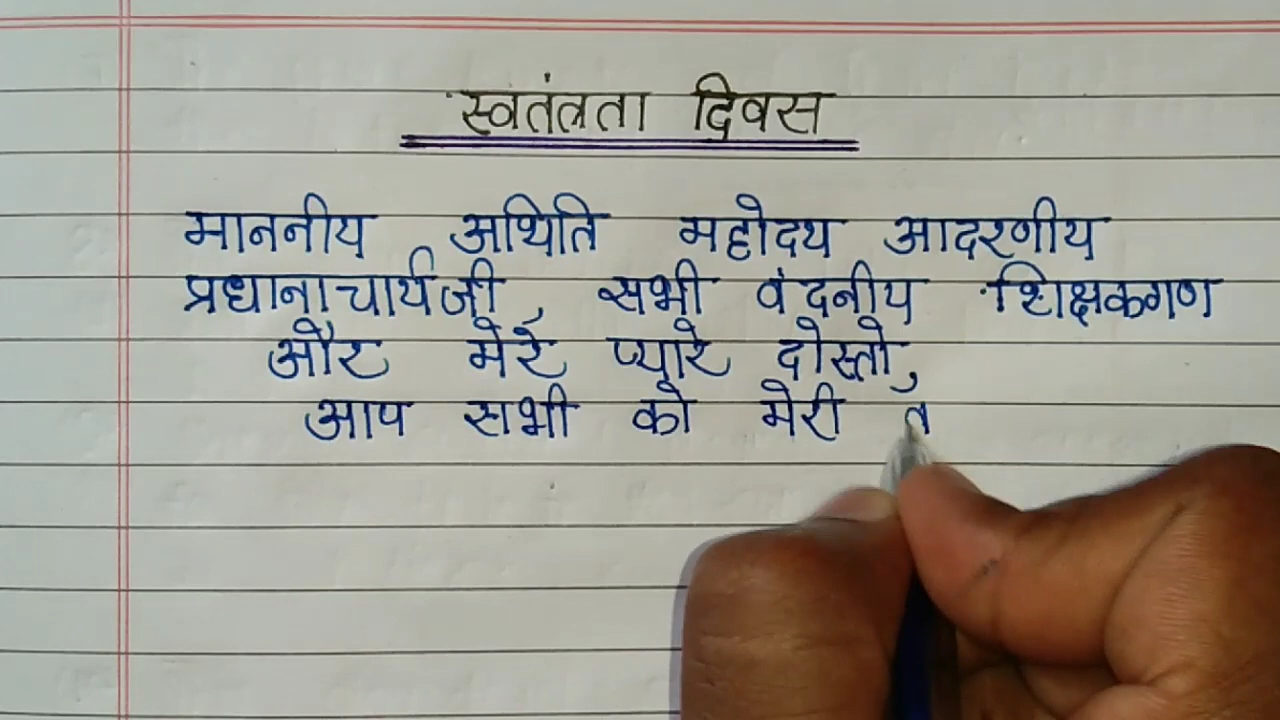 स्वतंत्रता दिवस
माननीय अथिति महोदय आदरणीय
प्रधानाचार्यजी, सभी वंदनीय शिक्षकगण
और मेरे प्यारे दोस्तो,
आप सभी को मेरी